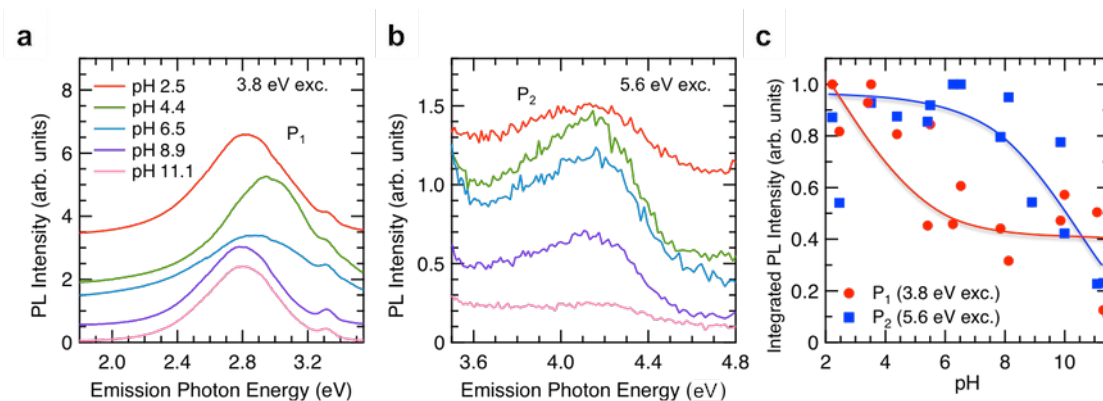 a
8
6
4
2
0
PL Intensity (arb. units)
pH 2.5
pH 4.4
pH 6.5
pH 8.9
pH 11.1
3.8 eV exc.
P1
2.0
2.4
2.8
3.2
Emission Photon Energy (eV)
b
1.5
1.0
0.5
0
PL Intensity (arb. units)
5.6 eV exc.
P2
3.6
4.0
4.4
4.8
Emission Photon Energy (eV)
c
1.0
0.8
0.6
0.4
0.2
0
Integrated PL Intensity (arb. units)
P1 (3.8 eV exc.)
P2 (5.6 eV exc.)
2
4
6
8
10
pH